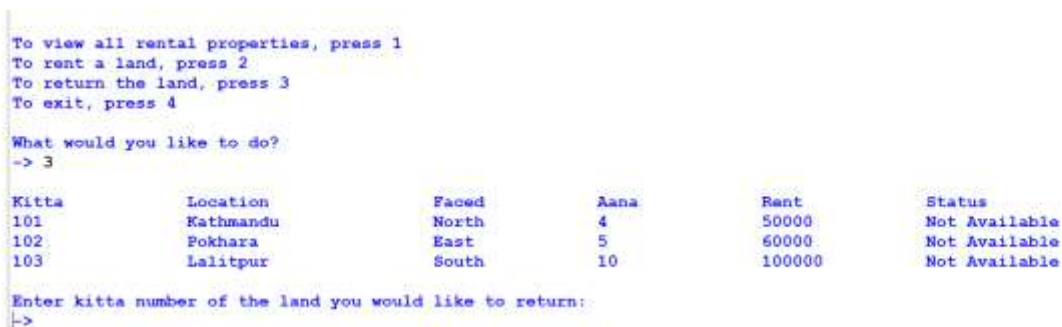 To view all rental properties, press 1
To rent a land, press 2
To return the land, press 3
To exit, press 4
What would you like to do?
-> 3
Kitta Location Faced Aana Rent Status
101 Kathmandu North 4 50000 Not Available
102 Pokhara East 5 60000 Not Available
103 Lalitpur South 10 100000 Not Available
Enter kitta number of the land you would like to return:
->